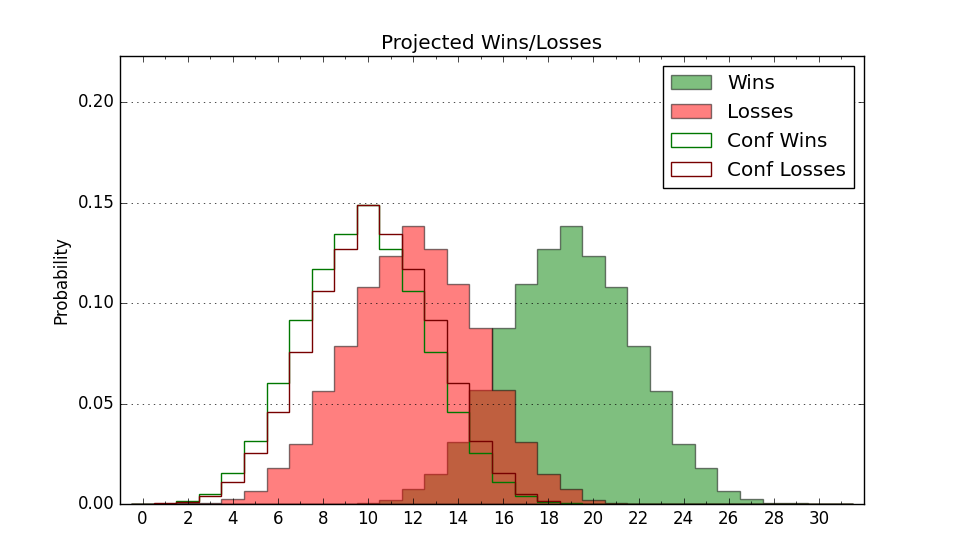 Projected Wins/Losses
Wins
Losses
Conf Wins
Conf Losses
Probability
0.20
0.15
0.10
0.05
0.00
0 2 4 6 8 10 12 14 16 18 20 22 24 26 28 30